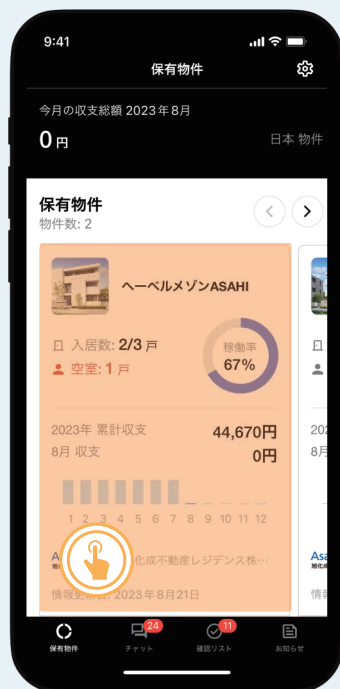 9:41
保有物件
今月の収支総額 2023年8月
0円
日本 物件
保有物件
物件数: 2
ヘーベルメゾンASAHI
入居数: 2/3 戸
空室: 1 戸
稼働率
67%
2023年 累計収支
44,670円
8月 収支
0円
1 2 3 4 5 6 7 8 9 10 11 12
化成不動産レジデンス株…
2023年8月21日
24
11
保有物件
チャット
確認リスト
お知らせ